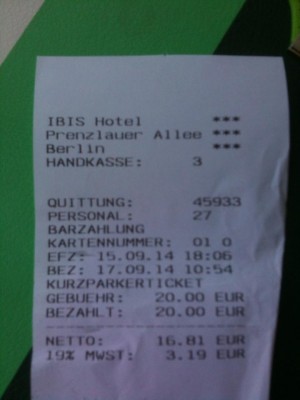 IBIS Hotel ***
Prenzlauer Allee ***
Berlin ***
HANDKASSE: 3
QUITTUNG: 45933
PERSONAL: 27
BARZAHLUNG
KARTENNUMMER: 01 0
EFZ: 15.09.14 18:06
BEZ: 17.09.14 10:54
KURZPARKERTICKET
GEBUEHR: 20.00 EUR
BEZAHLT: 20.00 EUR
NETTO: 16.81 EUR
19% MWST: 3.19 EUR